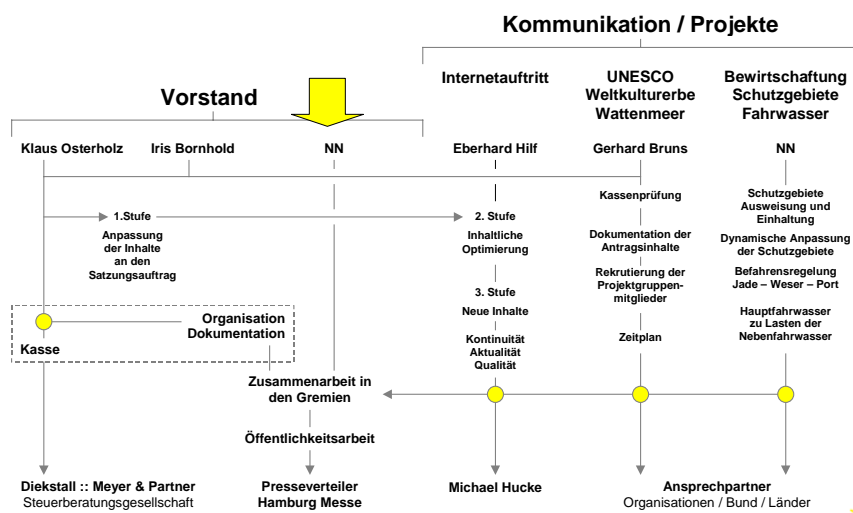 Kommunikation / Projekte
Vorstand
Internetauftritt
UNESCO
Weltkulturerbe
Wattenmeer
Bewirtschaftung
Schutzgebiete
Fahrwasser
Klaus Osterholz
Iris Bornhold
NN
Eberhard Hilf
Gerhard Bruns
NN
1.Stufe
Anpassung
der Inhalte
an den
Satzungsauftrag
2. Stufe
Inhaltliche
Optimierung
3. Stufe
Neue Inhalte
Kontinuität
Aktualität
Qualität
Kassenprüfung
Dokumentation der
Antragsinhalte
Rekrutierung der
Projektgruppen-
mitglieder
Zeitplan
Schutzgebiete
Ausweisung und
Einhaltung
Dynamische Anpassung
der Schutzgebiete
Befahrensregelung
Jade – Weser – Port
Hauptfahrwasser
zu Lasten der
Nebenfahrwasser
Organisation
Dokumentation
Kasse
Zusammenarbeit in
den Gremien
Öffentlichkeitsarbeit
Diekstall :: Meyer & Partner
Steuerberatungsgesellschaft
Presseverteiler
Hamburg Messe
Michael Hucke
Ansprechpartner
Organisationen / Bund / Länder